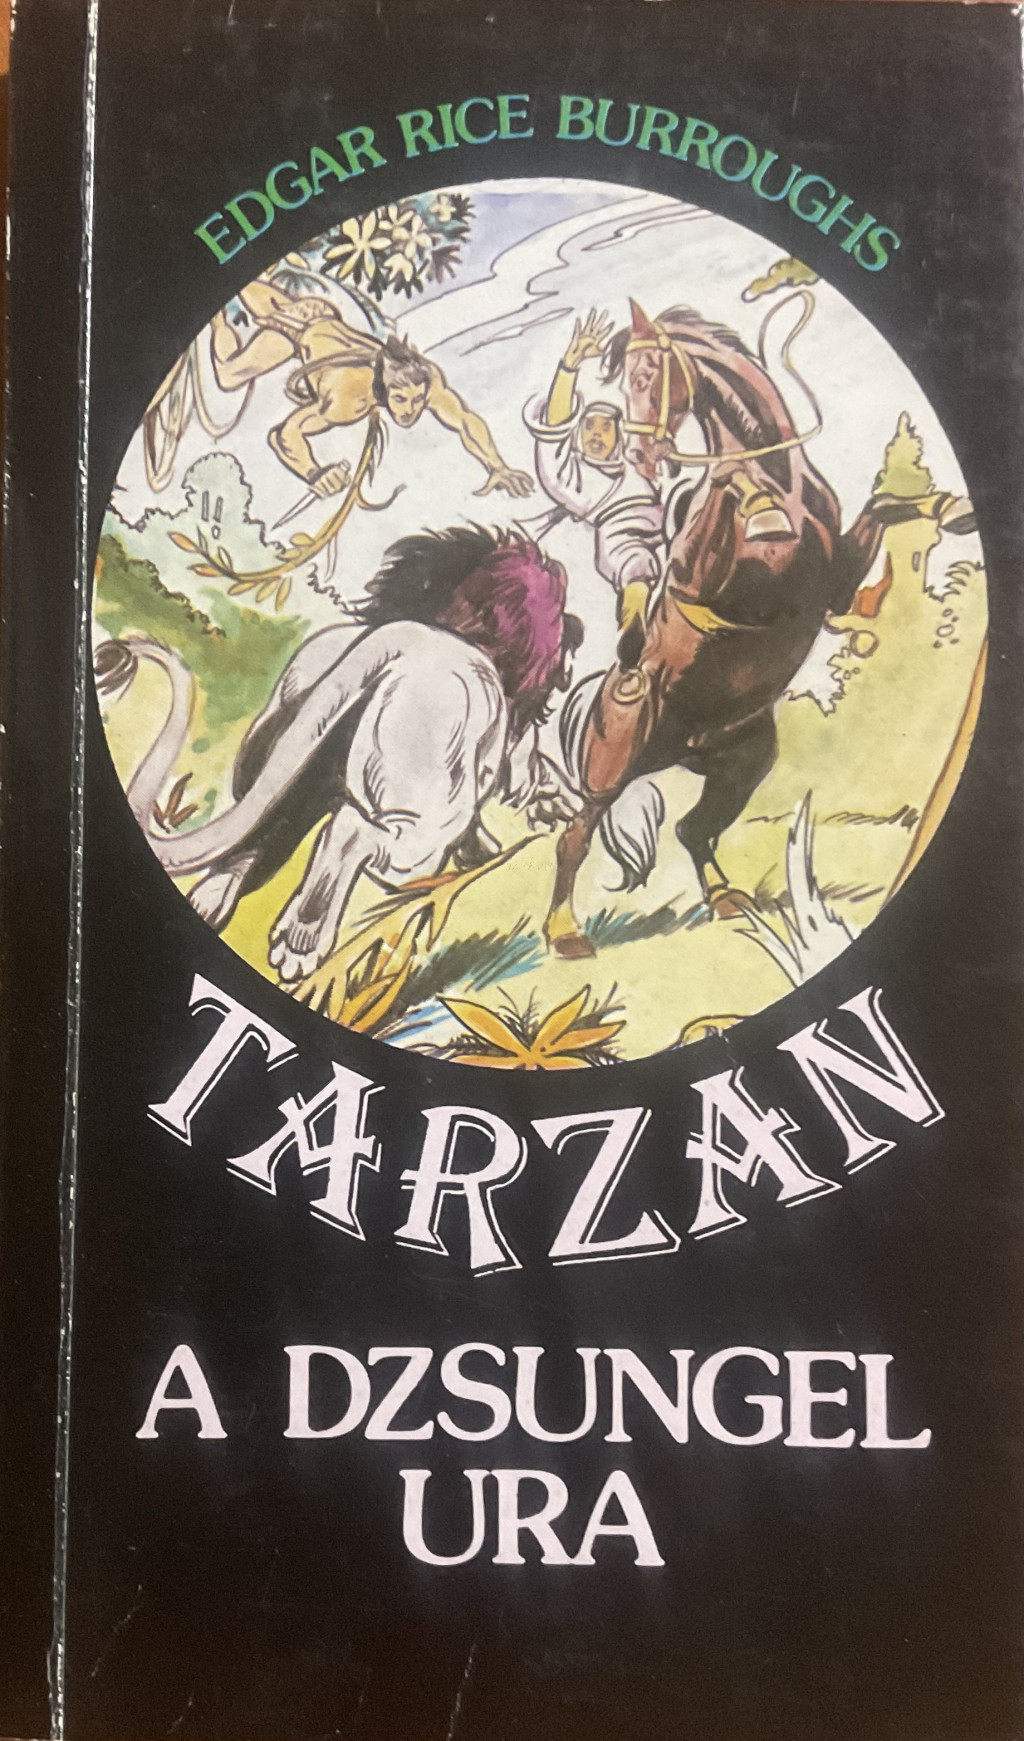 EDGAR RICE BURROUGHS
TARZAN
A DZSUNGEL
URA